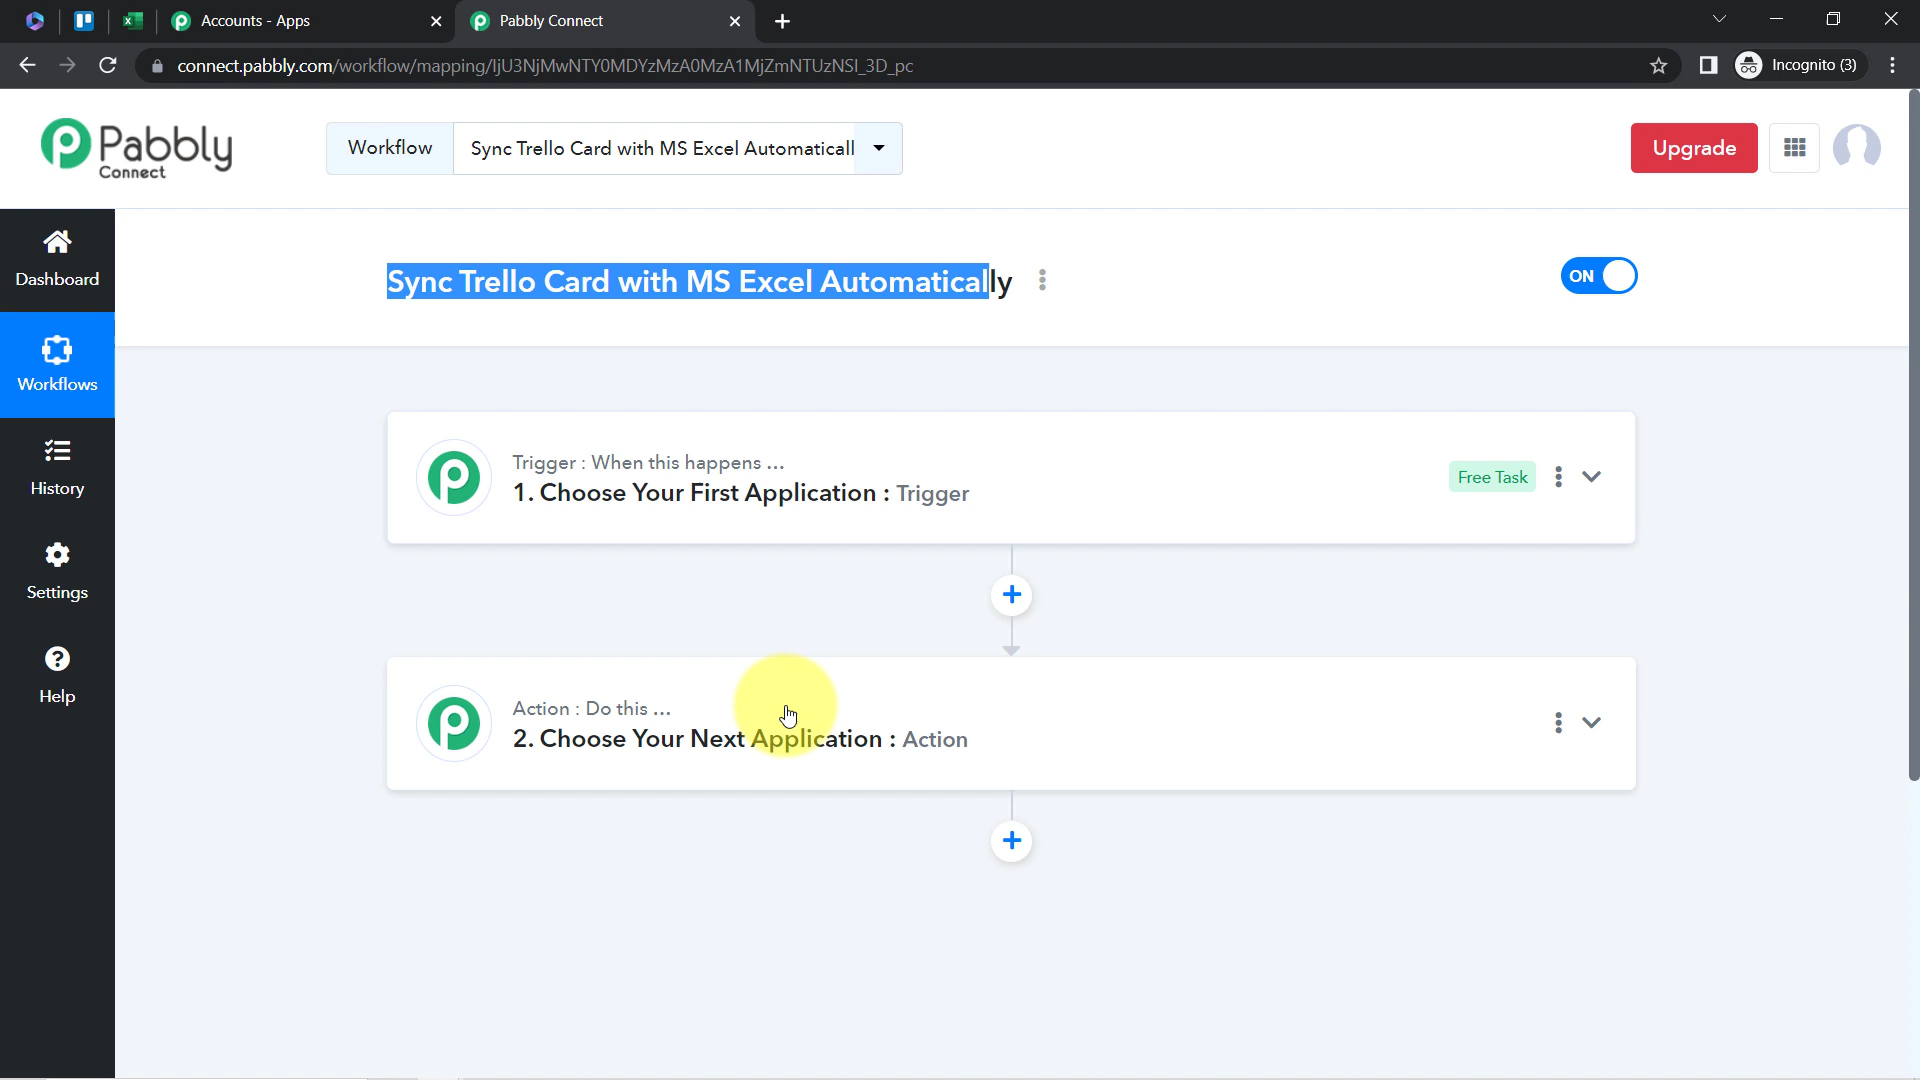 Accounts - Apps
Pabbly Connect
connect.pabbly.com/workflow/mapping/IjU3NjMwNTY0MDYzMzA0MzA1MjZmNTUzNSI_3D_pc
Incognito (3)
Pabbly
Connect
Workflow
Sync Trello Card with MS Excel Automaticall
Upgrade
Dashboard
Workflows
History
Settings
Help
Sync Trello Card with MS Excel Automatically
ON
Trigger : When this happens ...
1. Choose Your First Application : Trigger
Free Task
Action : Do this ...
2. Choose Your Next Application : Action